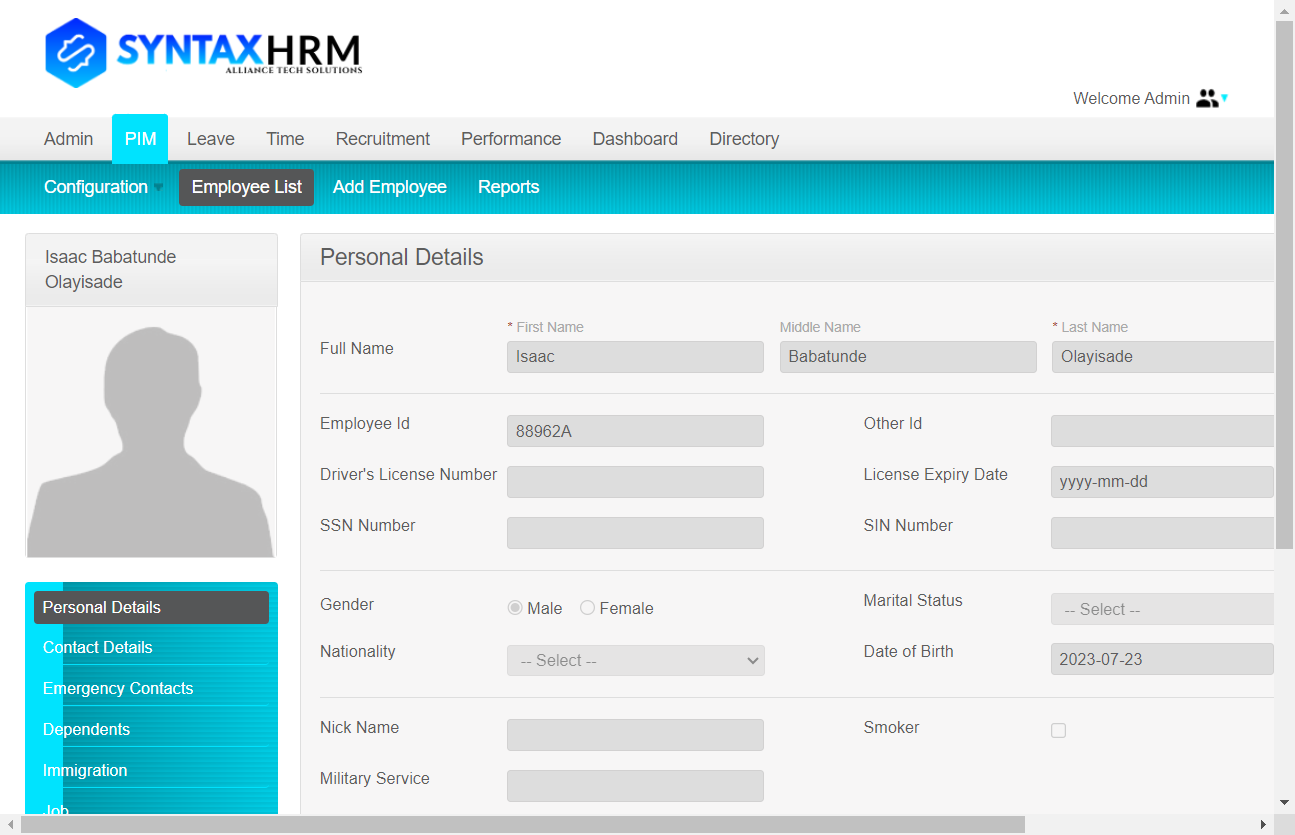 SYNTAXHRM
ALLIANCE TECH SOLUTIONS
Welcome Admin
Admin PIM Leave Time Recruitment Performance Dashboard Directory
Configuration Employee List Add Employee Reports
Isaac Babatunde
Olayisade
Personal Details
Contact Details
Emergency Contacts
Dependents
Immigration
Job
Personal Details
* First Name Middle Name * Last Name
Full Name Isaac Babatunde Olayisade
Employee Id 88962A Other Id
Driver's License Number License Expiry Date yyyy-mm-dd
SSN Number SIN Number
Gender Male Female Marital Status -- Select --
Nationality -- Select -- Date of Birth 2023-07-23
Nick Name Smoker
Military Service